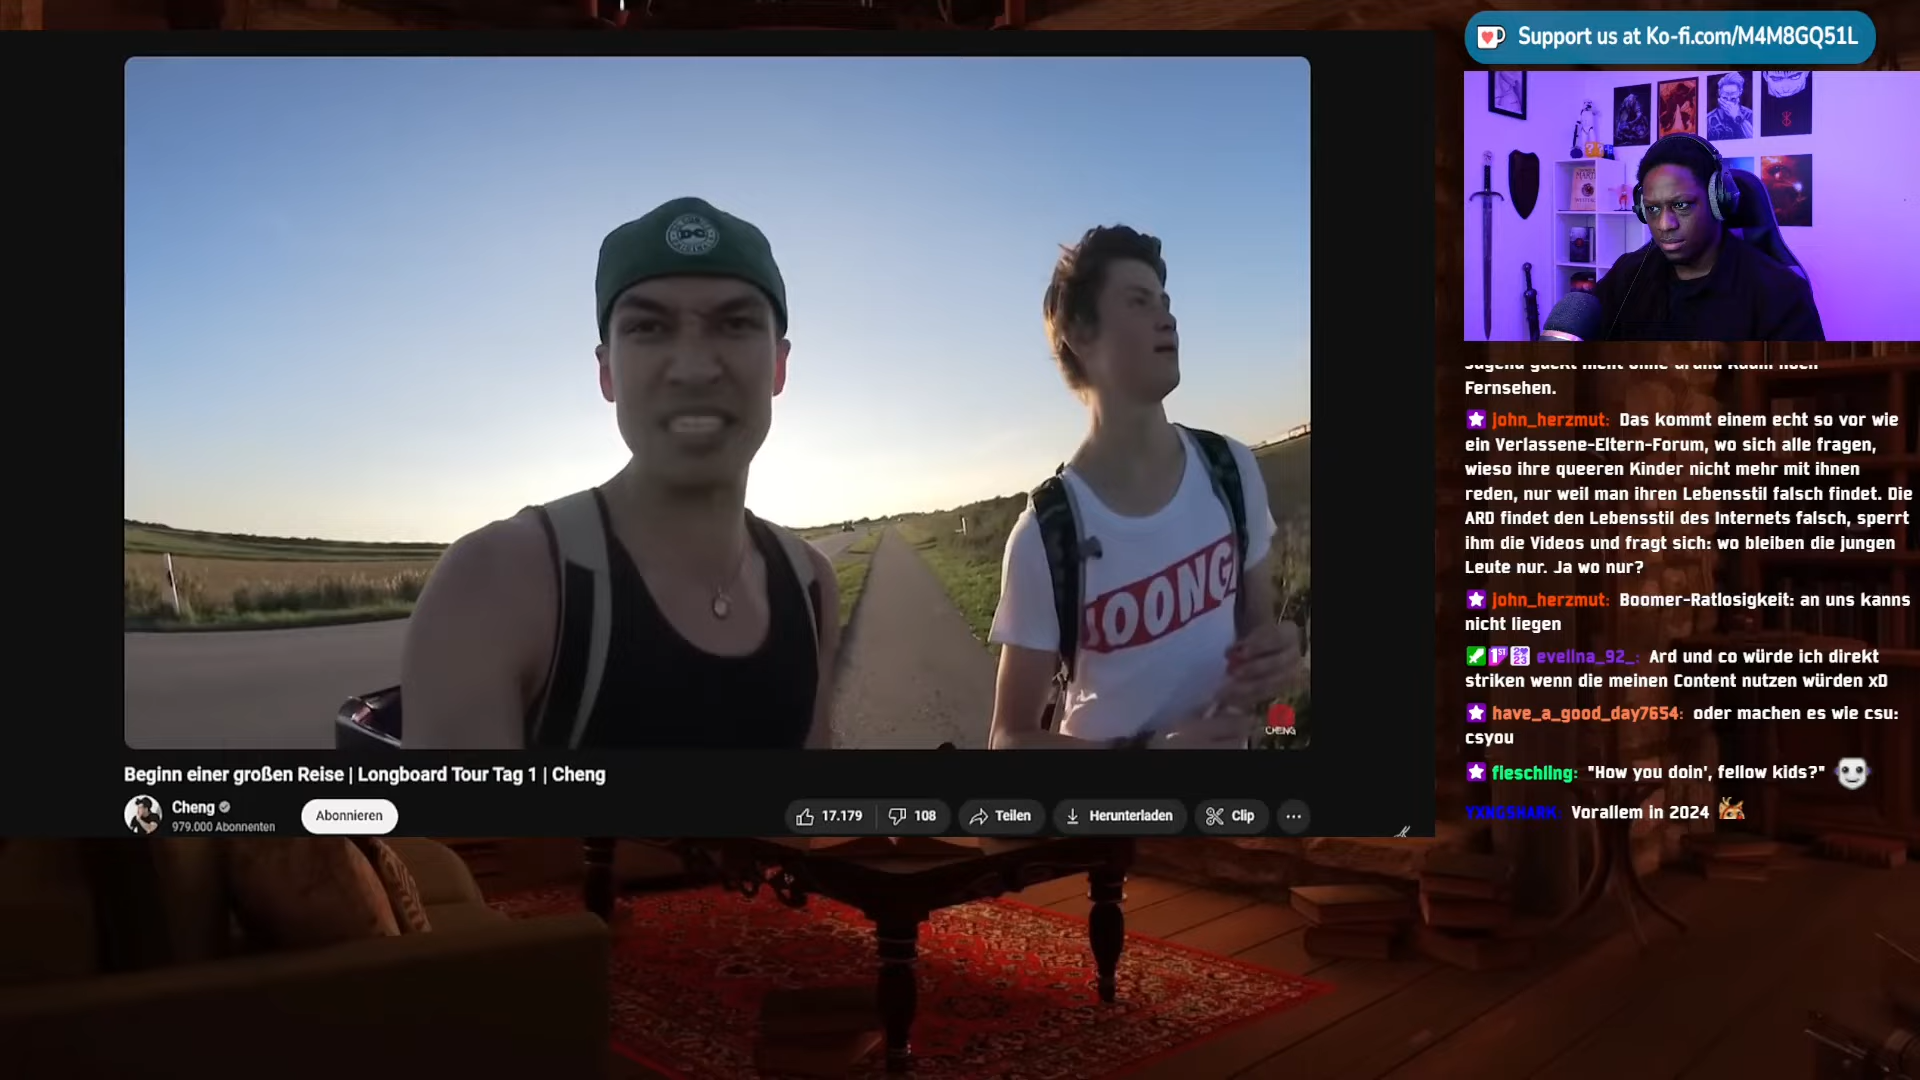 Support us at Ko-fi.com/M4M8GQ51L
DC
JOONG
CHENG
Beginn einer großen Reise | Longboard Tour Tag 1 | Cheng
Cheng
979.000 Abonnenten
Abonnieren
17.179
108
Teilen
Herunterladen
Clip
Fernsehen.
john_herzmut: Das kommt einem echt so vor wie
ein Verlassene-Eltern-Forum, wo sich alle fragen,
wieso ihre queeren Kinder nicht mehr mit ihnen
reden, nur weil man ihren Lebensstil falsch findet. Die
ARD findet den Lebensstil des Internets falsch, sperrt
ihm die Videos und fragt sich: wo bleiben die jungen
Leute nur. Ja wo nur?
john_herzmut: Boomer-Ratlosigkeit: an uns kanns
nicht liegen
evelina_92_: Ard und co würde ich direkt
striken wenn die meinen Content nutzen würden xD
have_a_good_day7654: oder machen es wie csu:
csyou
fleschling: "How you doin', fellow kids?"
YXNGSHARK: Vorallem in 2024